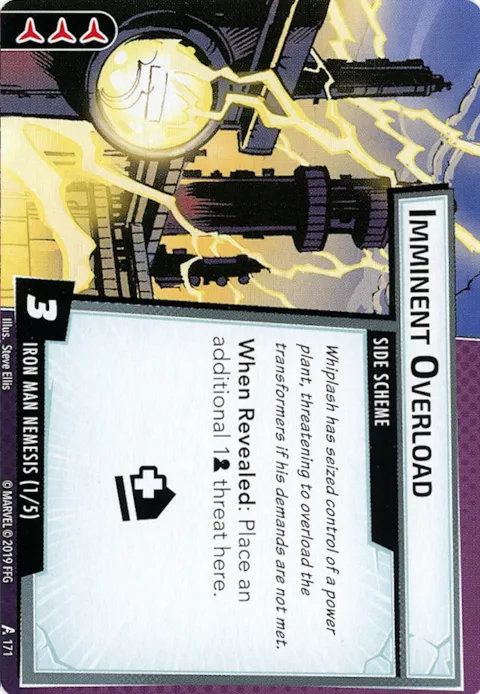 IMMINENT OVERLOAD
SIDE SCHEME
Whiplash has seized control of a power
plant, threatening to overload the
transformers if his demands are not met.
When Revealed: Place an
additional 1 threat here.
3
IRON MAN NEMESIS (1/5)
Illus. Steve Ellis
© MARVEL © 2019 FFG
A 171